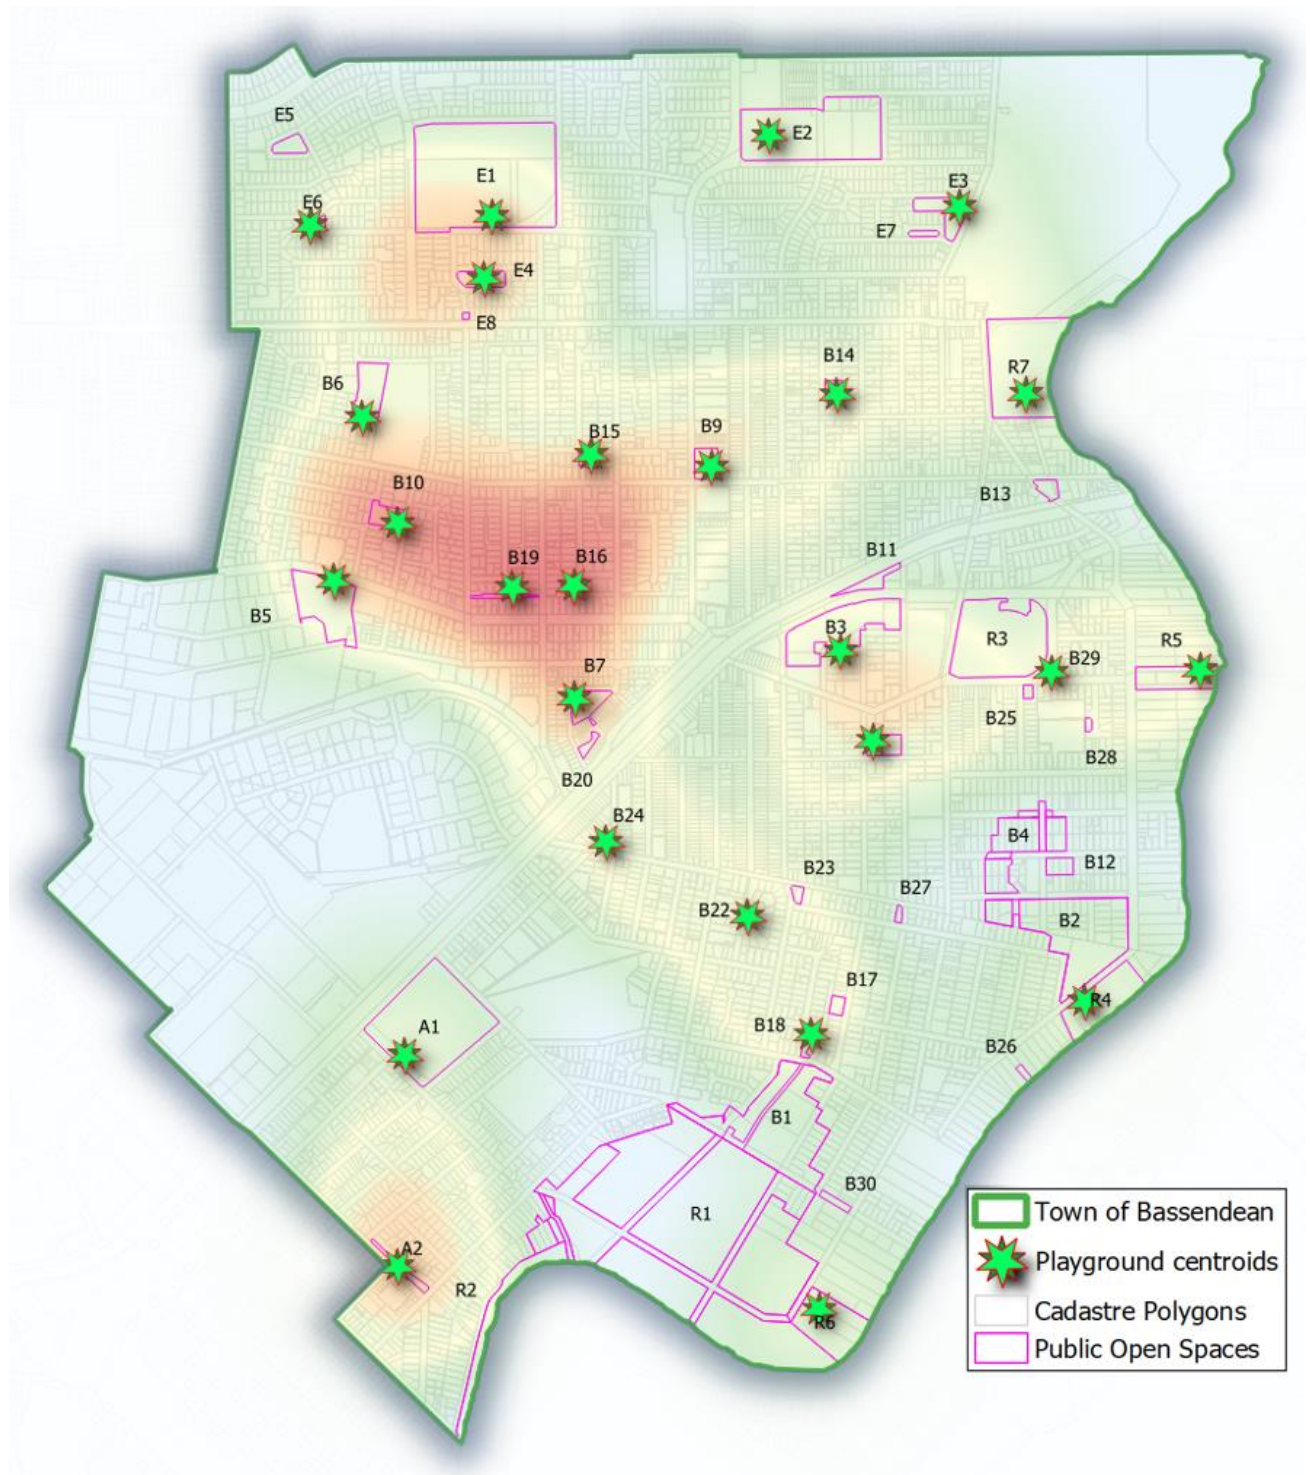 E5
E2
E1
E3
E6
E7
E4
E8
B14
R7
B6
B15
B9
B10
B13
B11
B19
B16
B5
B3
R3
R5
B7
B29
B25
B28
B20
B24
B4
B23
B12
B27
B22
B2
B17
R4
A1
B18
B26
B1
B30
R1
A2
R2
R6
Town of Bassendean
Playground centroids
Cadastre Polygons
Public Open Spaces